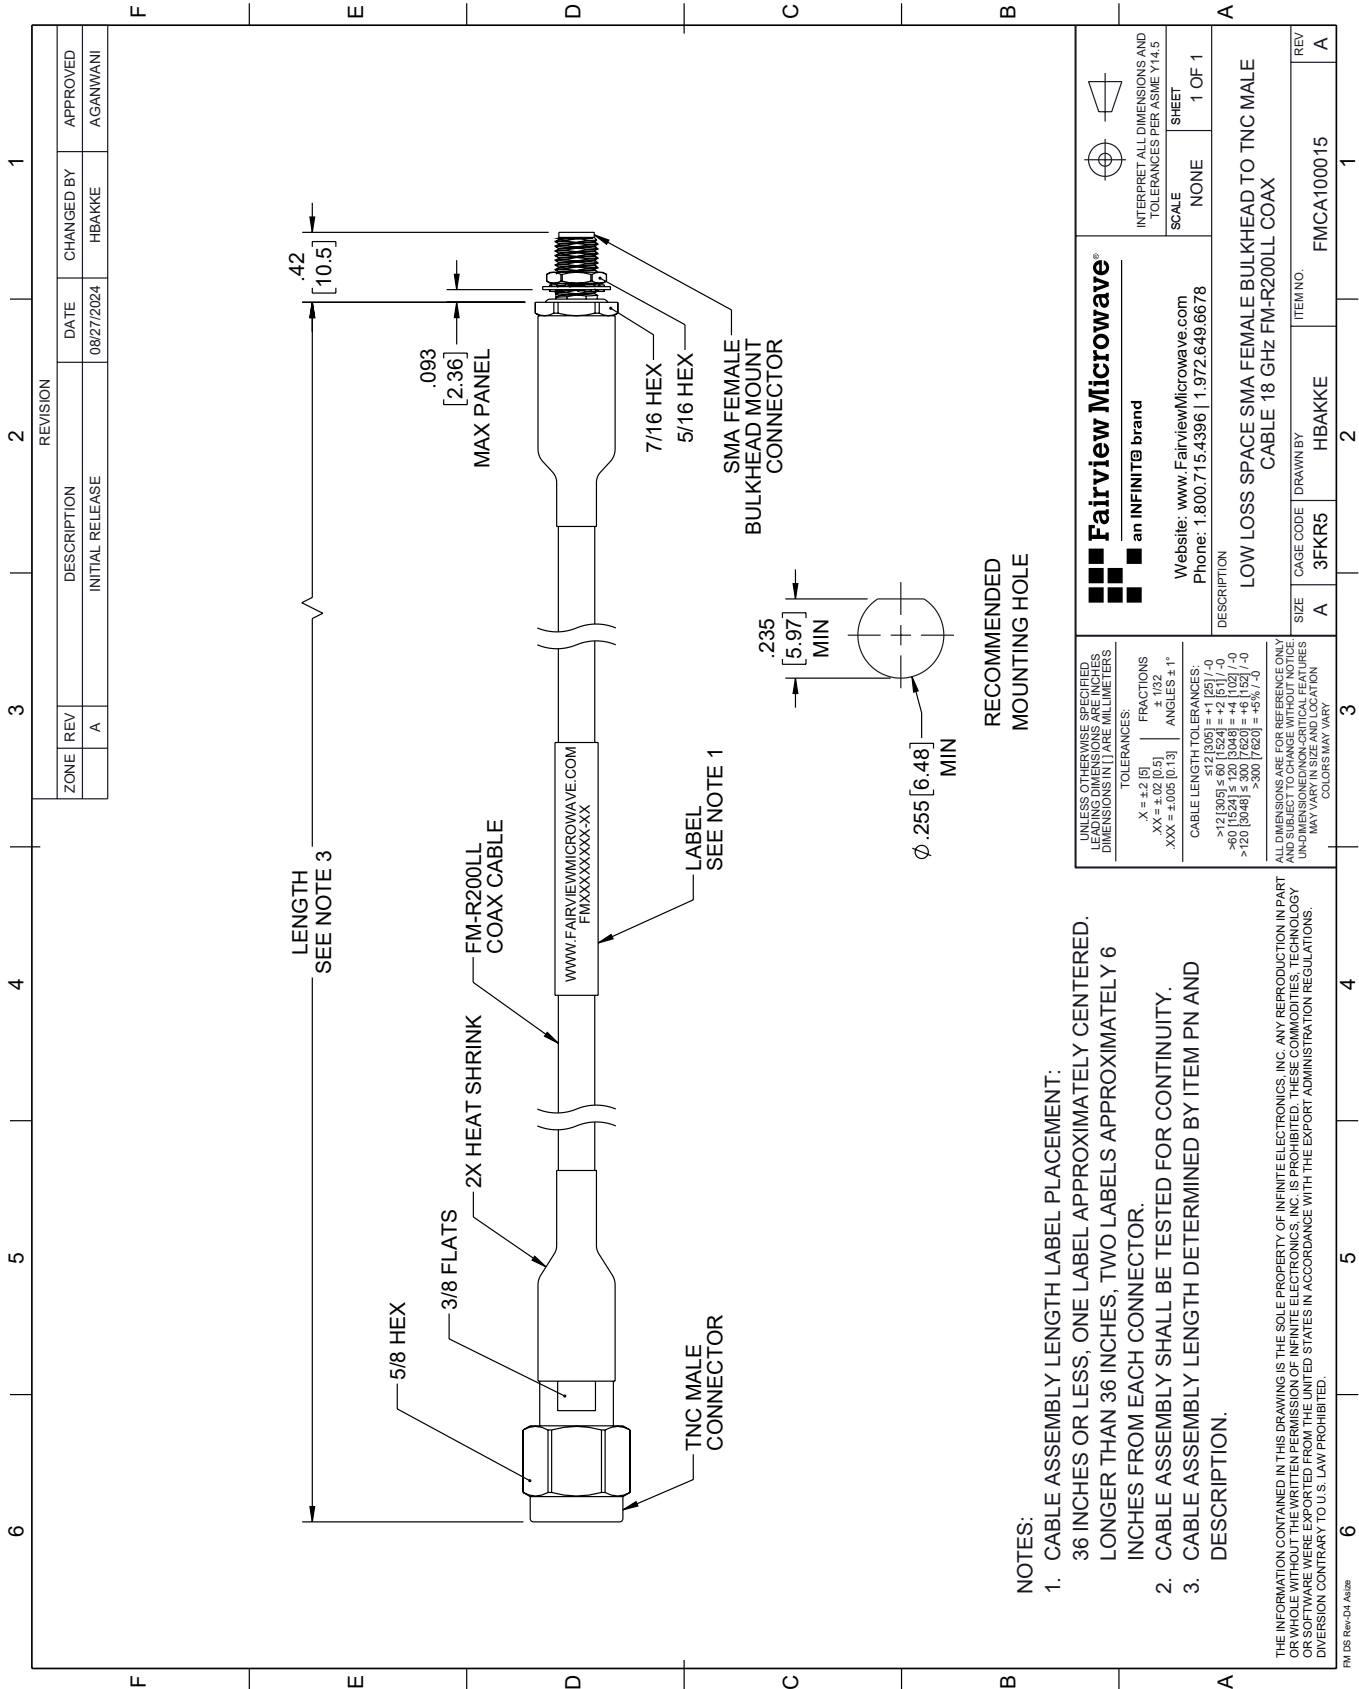 6
5
4
3
2
1
F
E
D
C
B
A
REVISION
ZONE
REV
DESCRIPTION
DATE
CHANGED BY
APPROVED
A
INITIAL RELEASE
08/27/2024
HBAKKE
AGANWANI
LENGTH
SEE NOTE 3
.42
[10.5]
.093
[2.36]
MAX PANEL
5/8 HEX
3/8 FLATS
2X HEAT SHRINK
FM-R200LL
COAX CABLE
WWW.FAIRVIEWMICROWAVE.COM
FMXXXXXXXXX-XX
LABEL
SEE NOTE 1
TNC MALE
CONNECTOR
7/16 HEX
5/16 HEX
SMA FEMALE
BULKHEAD MOUNT
CONNECTOR
.235
[5.97]
MIN
Ø.255 [6.48]
MIN
RECOMMENDED
MOUNTING HOLE
NOTES:
1. CABLE ASSEMBLY LENGTH LABEL PLACEMENT:
36 INCHES OR LESS, ONE LABEL APPROXIMATELY CENTERED.
LONGER THAN 36 INCHES, TWO LABELS APPROXIMATELY 6
INCHES FROM EACH CONNECTOR.
2. CABLE ASSEMBLY SHALL BE TESTED FOR CONTINUITY.
3. CABLE ASSEMBLY LENGTH DETERMINED BY ITEM PN AND
DESCRIPTION.
THE INFORMATION CONTAINED IN THIS DRAWING IS THE SOLE PROPERTY OF INFINITE ELECTRONICS, INC. ANY REPRODUCTION IN PART
OR WHOLE WITHOUT THE WRITTEN PERMISSION OF INFINITE ELECTRONICS, INC. IS PROHIBITED. THESE COMMODITIES, TECHNOLOGY
OR SOFTWARE WERE EXPORTED FROM THE UNITED STATES IN ACCORDANCE WITH THE EXPORT ADMINISTRATION REGULATIONS.
DIVERSION CONTRARY TO U.S. LAW PROHIBITED.
UNLESS OTHERWISE SPECIFIED
LEADING DIMENSIONS ARE INCHES
DIMENSIONS IN [ ] ARE MILLIMETERS
TOLERANCES:
.X = ±.2 [5]
.XX = ±.02 [0.5]
.XXX = ±.005 [0.13]
FRACTIONS
± 1/32
ANGLES ± 1°
CABLE LENGTH TOLERANCES:
≤12 [305] = +1 [25] / -0
>12 [305] ≤ 60 [1524] = +2 [51] / -0
>60 [1524] ≤ 120 [3048] = +4 [102] / -0
>120 [3048] ≤ 300 [7620] = +6 [152] / -0
>300 [7620] = +5% / -0
ALL DIMENSIONS ARE FOR REFERENCE ONLY
AND SUBJECT TO CHANGE WITHOUT NOTICE.
UN-DIMENSIONED/NON-CRITICAL FEATURES
MAY VARY IN SIZE AND LOCATION
COLORS MAY VARY
Fairview Microwave®
an INFINIT® brand
Website: www.FairviewMicrowave.com
Phone: 1.800.715.4396 | 1.972.649.6678
INTERPRET ALL DIMENSIONS AND
TOLERANCES PER ASME Y14.5
SCALE
NONE
SHEET
1 OF 1
DESCRIPTION
LOW LOSS SPACE SMA FEMALE BULKHEAD TO TNC MALE
CABLE 18 GHz FM-R200LL COAX
SIZE
A
CAGE CODE
3FKR5
DRAWN BY
HBAKKE
ITEM NO.
FMCA100015
REV
A
FM DS Rev-D4 Asize
6
5
4
3
2
1
F
E
D
C
B
A